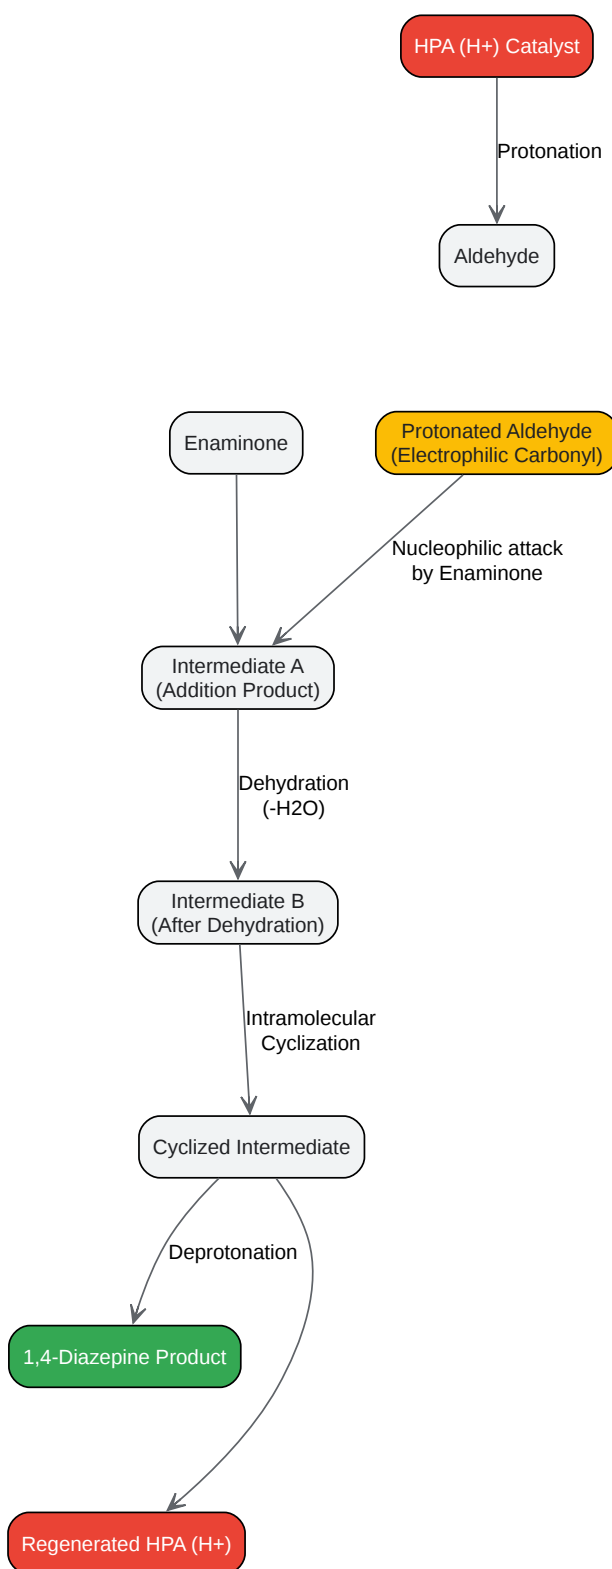 HPA (H+) Catalyst
Protonation
Aldehyde
Enaminone
Protonated Aldehyde
(Electrophilic Carbonyl)
Nucleophilic attack
by Enaminone
Intermediate A
(Addition Product)
Dehydration
(-H2O)
Intermediate B
(After Dehydration)
Intramolecular
Cyclization
Cyclized Intermediate
Deprotonation
1,4-Diazepine Product
Regenerated HPA (H+)